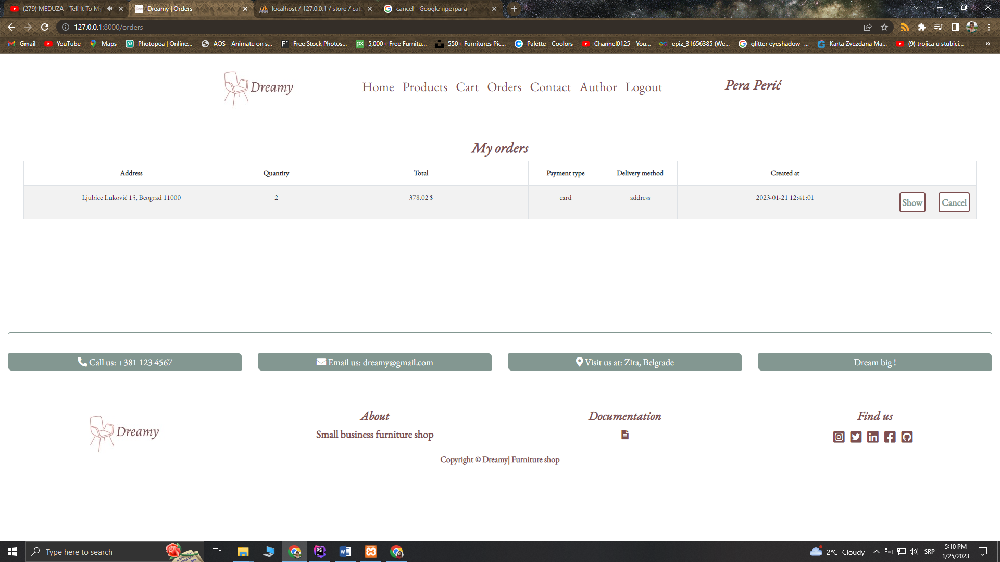 (279) MEDUZA - Tell It To My
Dreamy | Orders
localhost / 127.0.0.1 / store / cat
cancel - Google претрага
127.0.0.1:8000/orders
Gmail
YouTube
Maps
Photopea | Online...
AOS - Animate on s...
Free Stock Photos...
5,000+ Free Furnitu...
550+ Furnitures Pic...
Palette - Coolors
Channel0125 - You...
epiz_31656385 (We...
glitter eyeshadow -...
Karta Zvezdana Ma...
(9) trojica u stubici...
»
Dreamy
Home Products Cart Orders Contact Author Logout
Pera Perić
My orders
Address Quantity Total Payment type Delivery method Created at
Ljubice Luković 15, Beograd 11000 2 378.02 $ card address 2023-01-21 12:41:01 Show Cancel
Call us: +381 123 4567
Email us: dreamy@gmail.com
Visit us at: Zira, Belgrade
Dream big !
Dreamy
About
Small business furniture shop
Documentation
Find us
Copyright © Dreamy| Furniture shop
Type here to search
2°C Cloudy
SRP
5:10 PM
1/25/2023